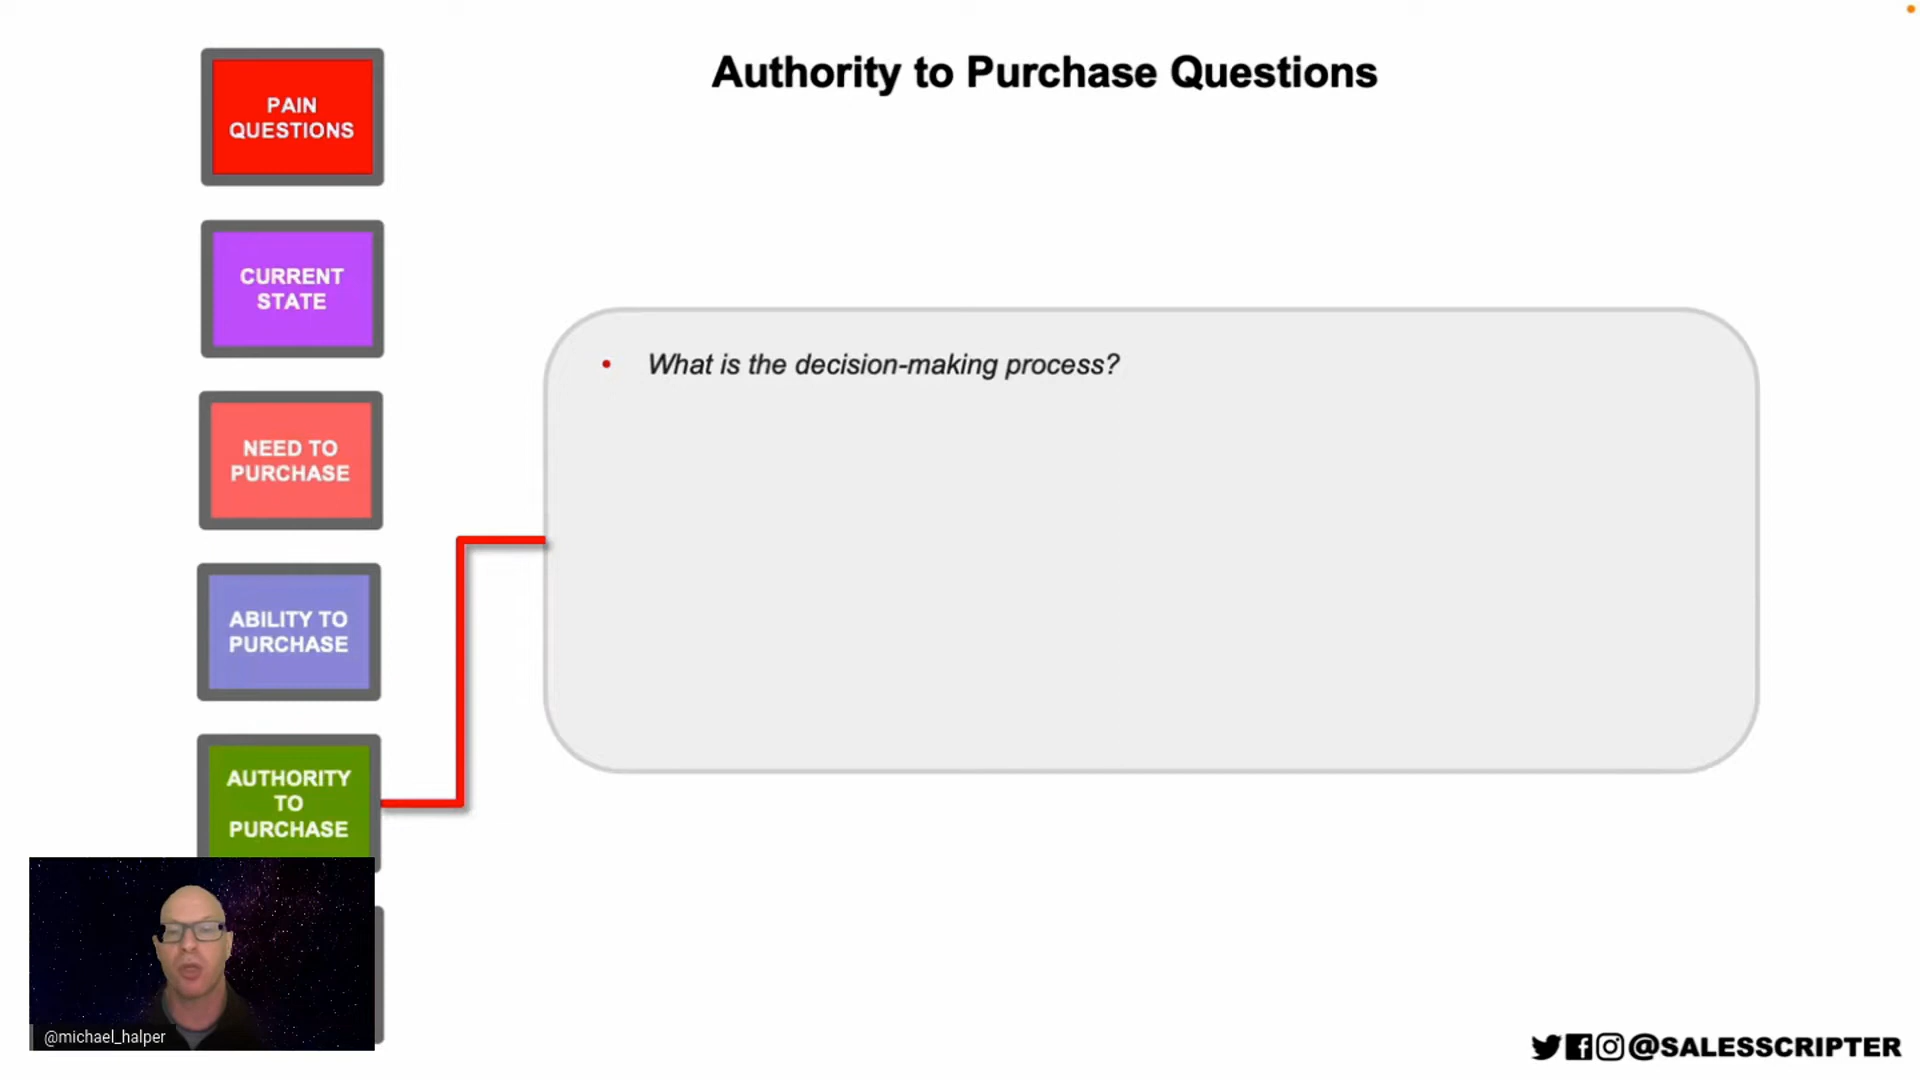 Authority to Purchase Questions
PAIN
QUESTIONS
CURRENT
STATE
NEED TO
PURCHASE
ABILITY TO
PURCHASE
AUTHORITY
TO
PURCHASE
• What is the decision-making process?
@michael_halper
@SALESSCRIPTER